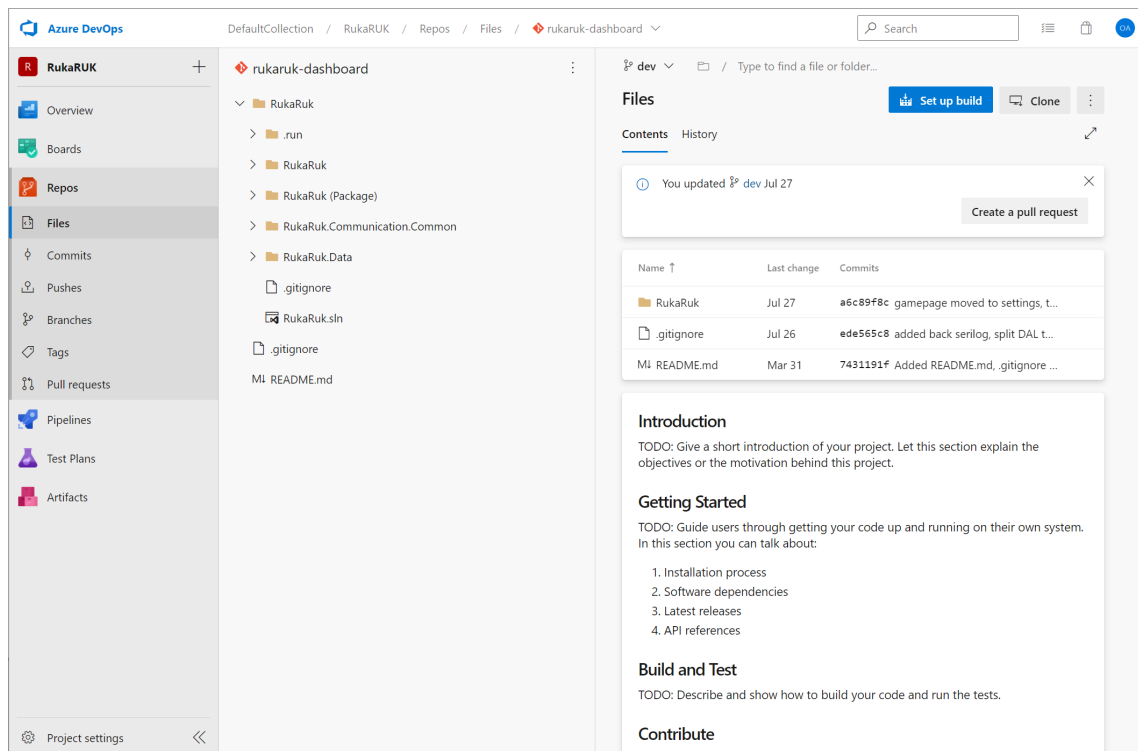 Azure DevOps
DefaultCollection / RukaRUK / Repos / Files / rukaruk-dashboard
Search
OA
R RukaRUK
Overview
Boards
Repos
Files
Commits
Pushes
Branches
Tags
Pull requests
Pipelines
Test Plans
Artifacts
Project settings
rukaruk-dashboard
RukaRuk
.run
RukaRuk
RukaRuk (Package)
RukaRuk.Communication.Common
RukaRuk.Data
.gitignore
RukaRuk.sln
.gitignore
M↓ README.md
dev / Type to find a file or folder...
Files
Set up build
Clone
Contents History
You updated dev Jul 27
Create a pull request
Name ↑ Last change Commits
RukaRuk Jul 27 a6c89f8c gamepage moved to settings, t...
.gitignore Jul 26 ede565c8 added back serilog, split DAL t...
M↓ README.md Mar 31 7431191f Added README.md, .gitignore ...
Introduction
TODO: Give a short introduction of your project. Let this section explain the
objectives or the motivation behind this project.
Getting Started
TODO: Guide users through getting your code up and running on their own system.
In this section you can talk about:
1. Installation process
2. Software dependencies
3. Latest releases
4. API references
Build and Test
TODO: Describe and show how to build your code and run the tests.
Contribute